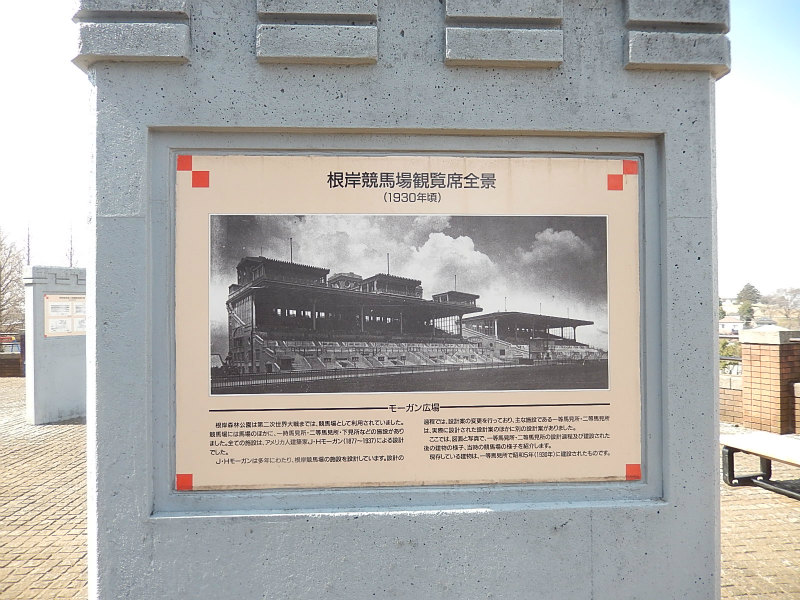 根岸競馬場観覧席全景
(1930年頃)
モーガン広場
根岸森林公園は第二次世界大戦までは、競馬場として利用されていました。
競馬場には馬場のほかに、一時馬見所・二等馬見所・下見所などの施設があり
ました。全ての施設は、アメリカ人建築家J・H・モーガン(1877〜1937)による設計
でした。
J・Hモーガンは多年にわたり、根岸競馬場の施設を設計しています。設計の
過程では、設計案の変更を行っており、主な施設である一等馬見所・二等馬見所
は、実際に設計された設計案のほかに別の設計案がありました。
ここでは、図面と写真で、一等馬見所・二等馬見所の設計過程及び建設された
後の建物の様子、当時の競馬場の様子を紹介します。
現存している建物は、一等馬見所で昭和5年(1930年)に建設されたものです。